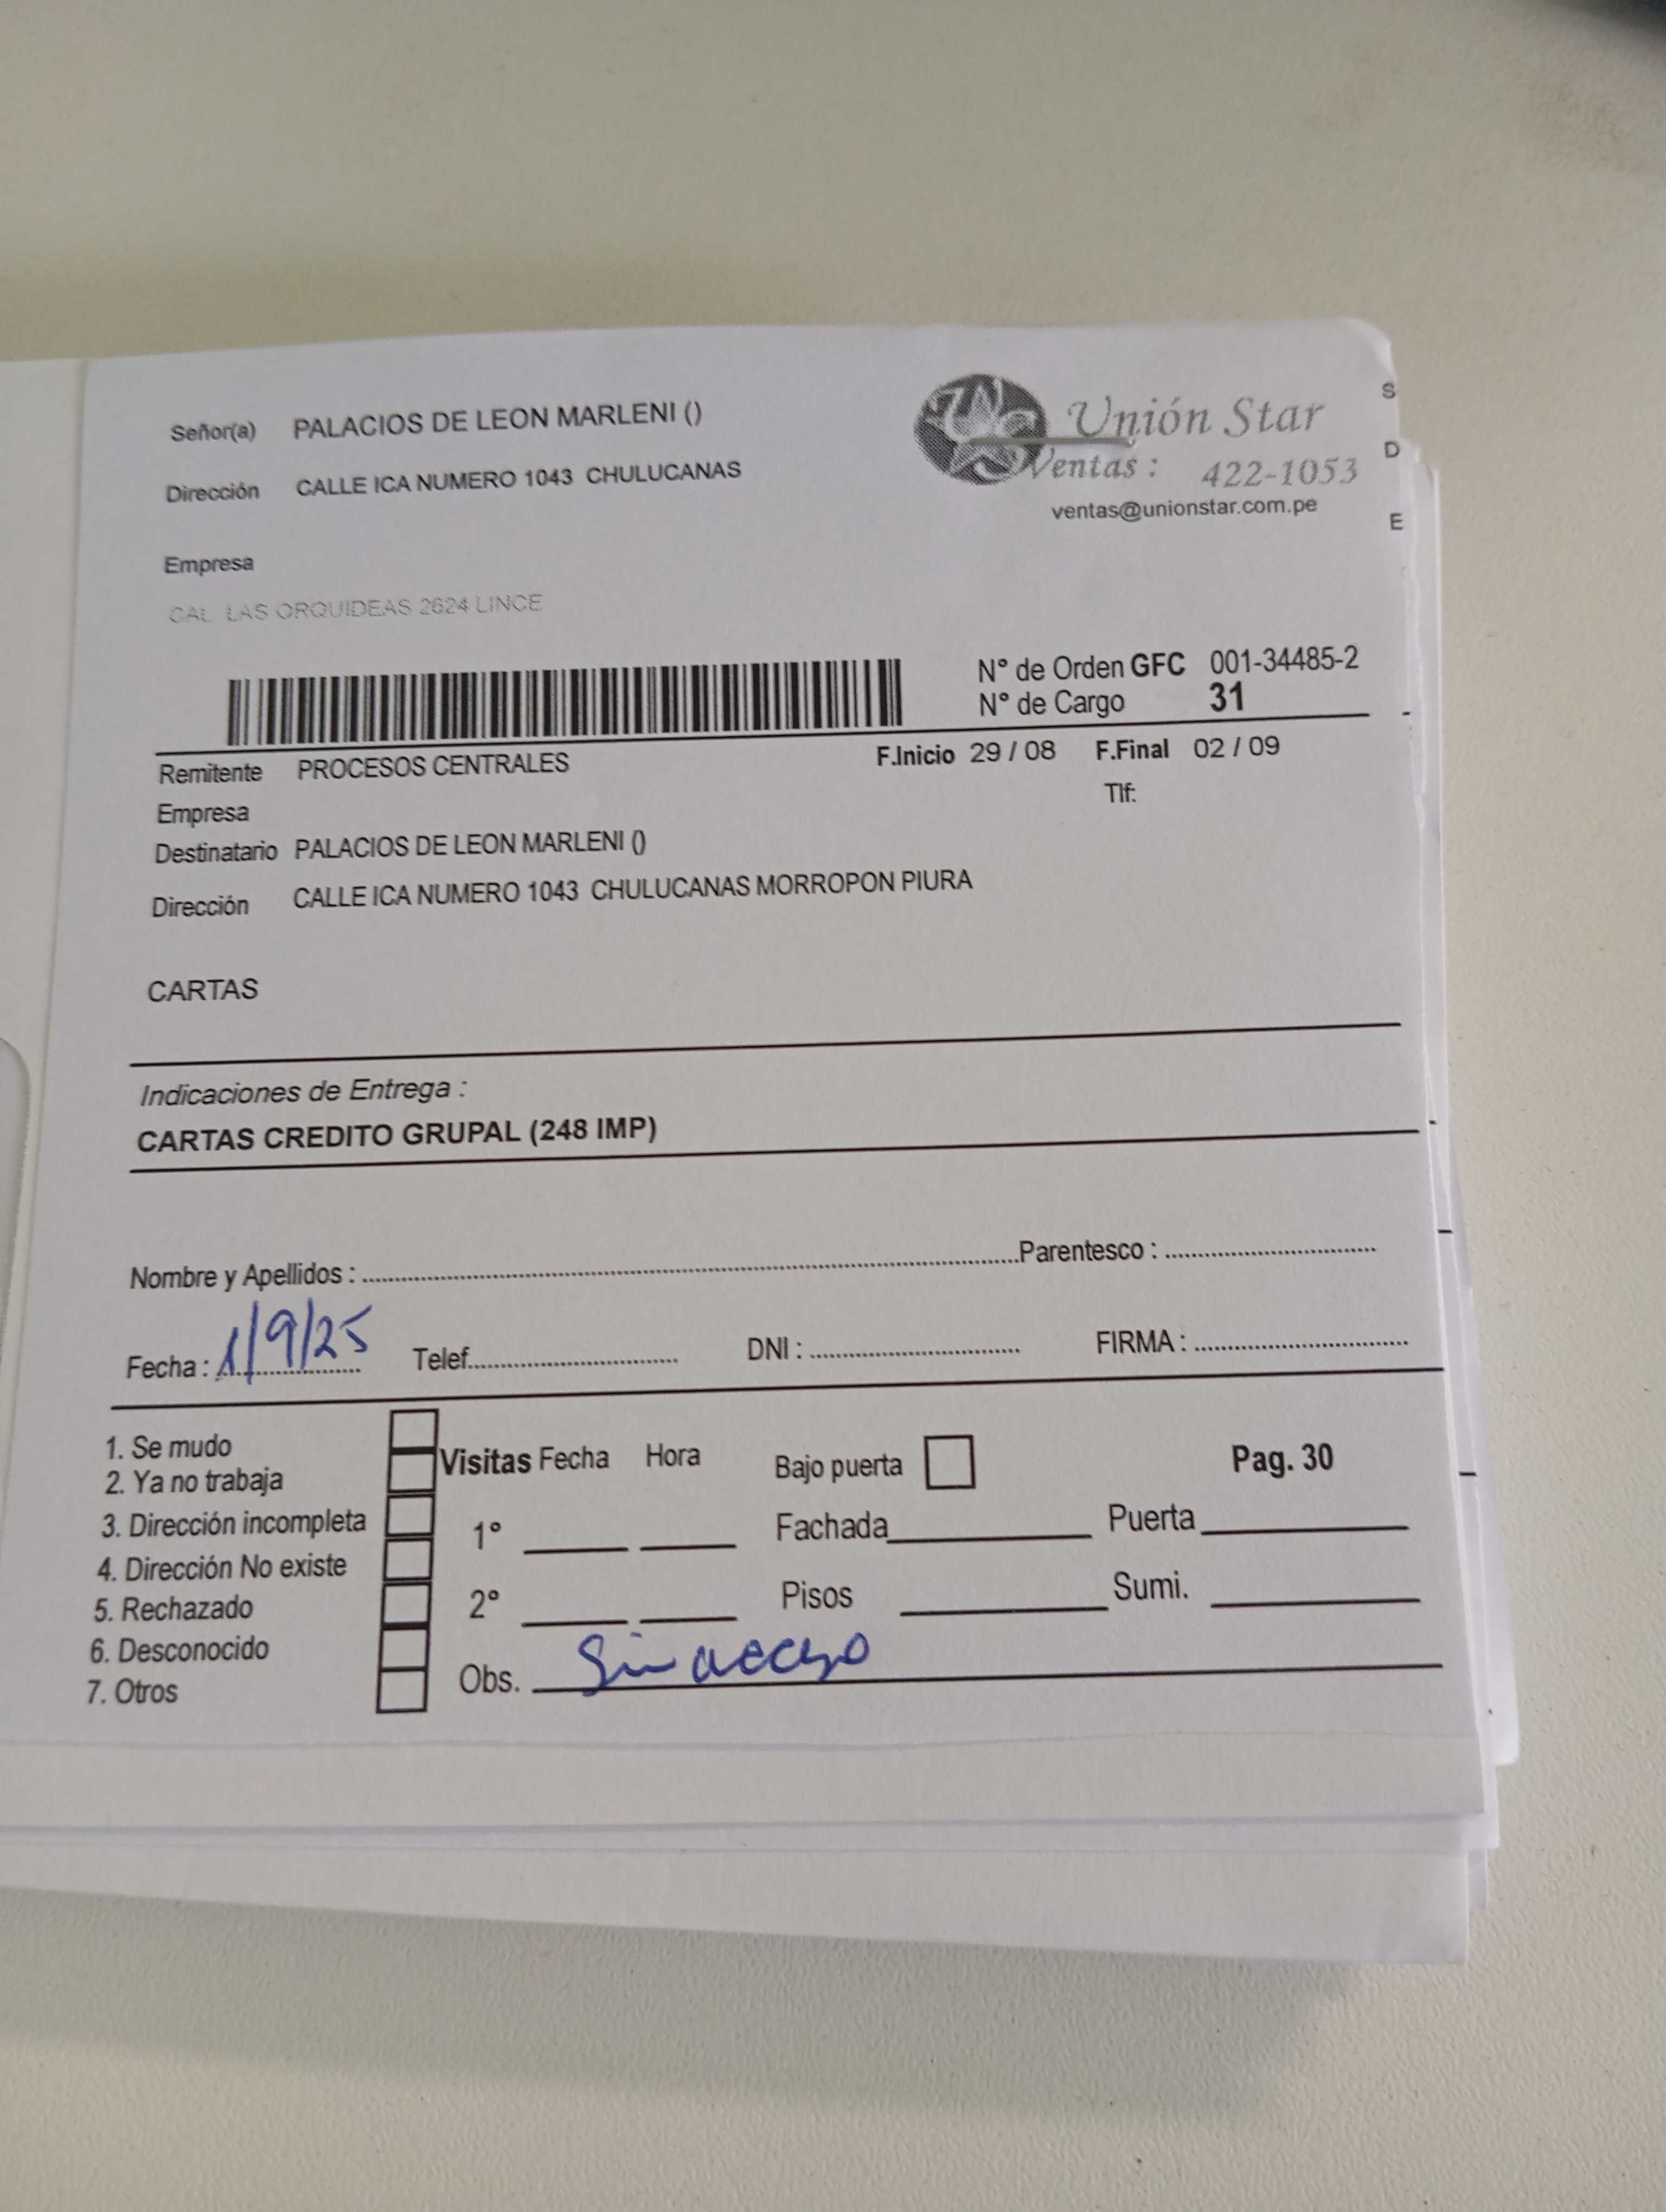 Señor(a) PALACIOS DE LEON MARLENI ()
Unión Star
Dirección CALLE ICA NUMERO 1043 CHULUCANAS
Ventas : 422-1053
ventas@unionstar.com.pe
Empresa
CAL LAS ORQUIDEAS 2624 LINCE
N° de Orden GFC 001-34485-2
N° de Cargo 31
Remitente PROCESOS CENTRALES F.Inicio 29 / 08 F.Final 02 / 09
Empresa Tlf:
Destinatario PALACIOS DE LEON MARLENI ()
Dirección CALLE ICA NUMERO 1043 CHULUCANAS MORROPON PIURA
CARTAS
Indicaciones de Entrega :
CARTAS CREDITO GRUPAL (248 IMP)
Nombre y Apellidos : Parentesco :
Fecha : 1/9/25 Telef. DNI : FIRMA :
1. Se mudo
2. Ya no trabaja
3. Dirección incompleta
4. Dirección No existe
5. Rechazado
6. Desconocido
7. Otros
Visitas Fecha Hora Bajo puerta Pag. 30
1° Fachada Puerta
2° Pisos Sumi.
Obs. Sin acceso
S
D
E